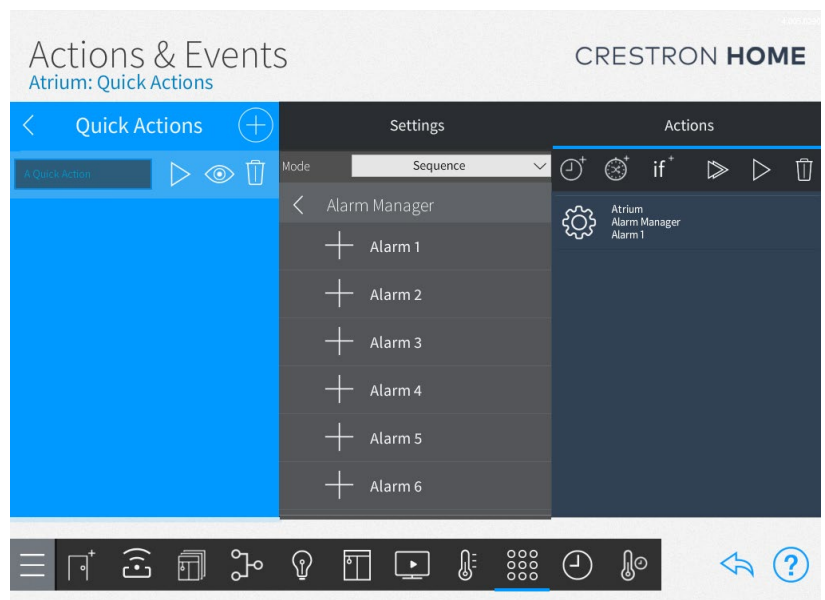 Actions & Events
Atrium: Quick Actions
CRESTRON HOME
Quick Actions
Settings
Actions
A Quick Action
Mode
Sequence
if+
Alarm Manager
Atrium
Alarm Manager
Alarm 1
Alarm 1
Alarm 2
Alarm 3
Alarm 4
Alarm 5
Alarm 6
?